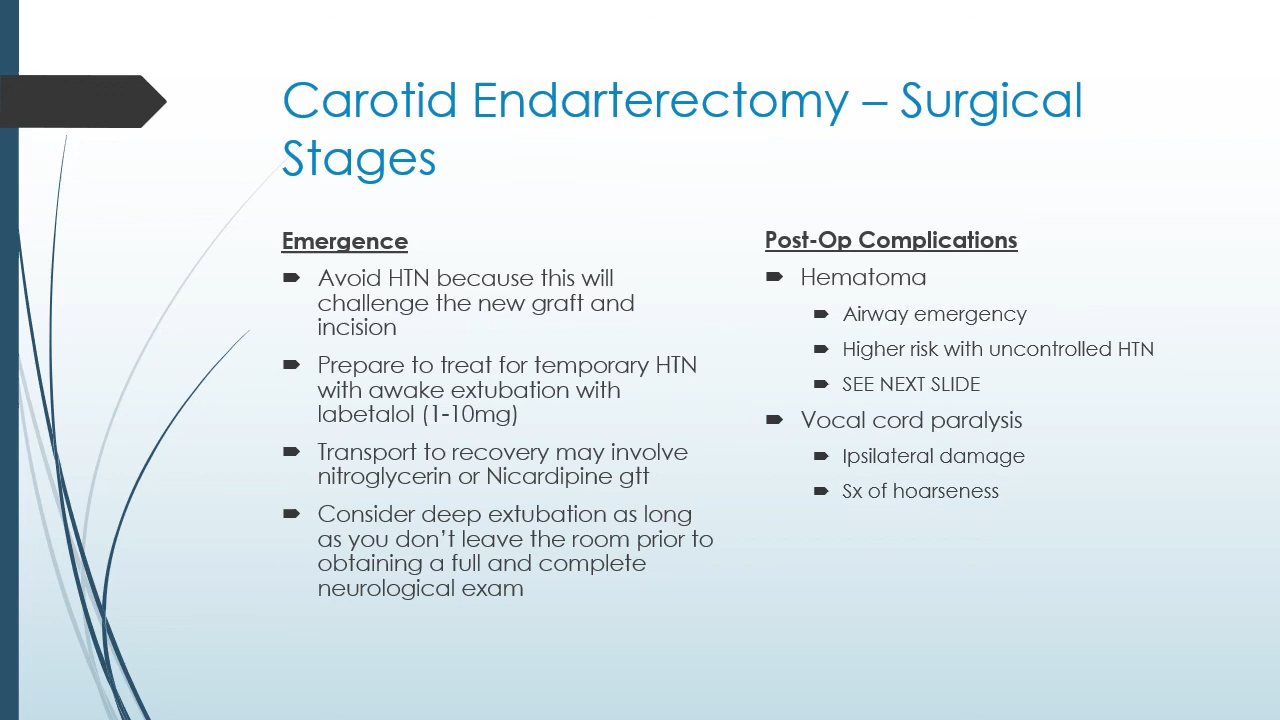 Carotid Endarterectomy – Surgical
Stages
Emergence
Avoid HTN because this will
challenge the new graft and
incision
Prepare to treat for temporary HTN
with awake extubation with
labetalol (1-10mg)
Transport to recovery may involve
nitroglycerin or Nicardipine gtt
Consider deep extubation as long
as you don’t leave the room prior to
obtaining a full and complete
neurological exam
Post-Op Complications
Hematoma
Airway emergency
Higher risk with uncontrolled HTN
SEE NEXT SLIDE
Vocal cord paralysis
Ipsilateral damage
Sx of hoarseness